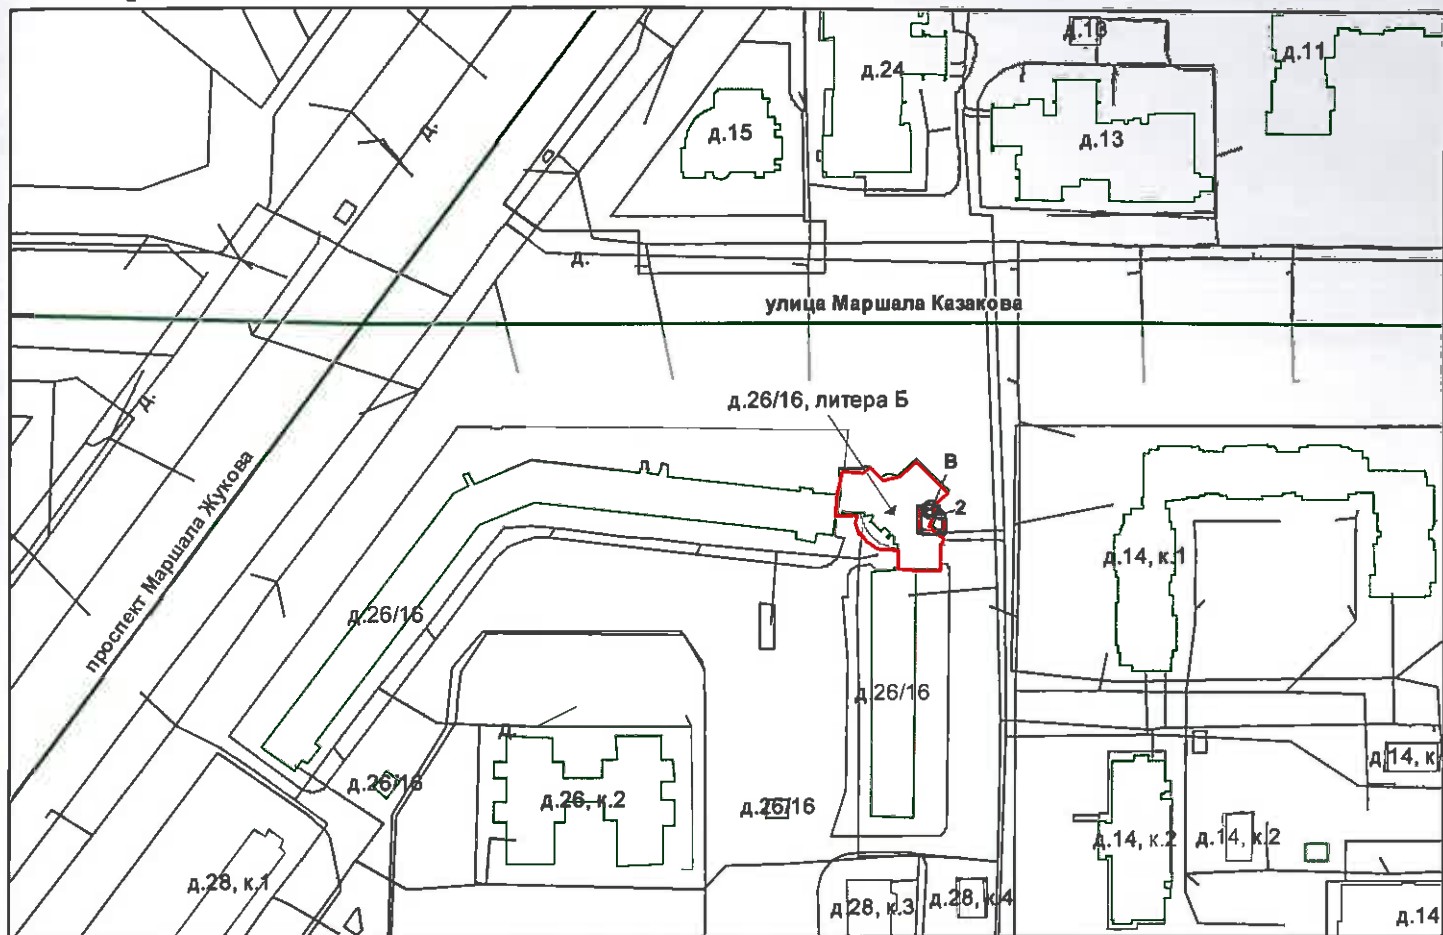 д.13
д.24
д.11
д.
д.15
д.13
д.
улица Маршала Казакова
д.26/16, литера Б
д.
В
2
проспект Маршала Жукова
д.14, к.1
д.26/16
д.26/16
д.
д.14, к
д.26/16
д.26, к.2
д.26/16
д.14, к.2
д.14, к.2
д.28, к.1
д.28, к.3
д.28, к.4
д.14